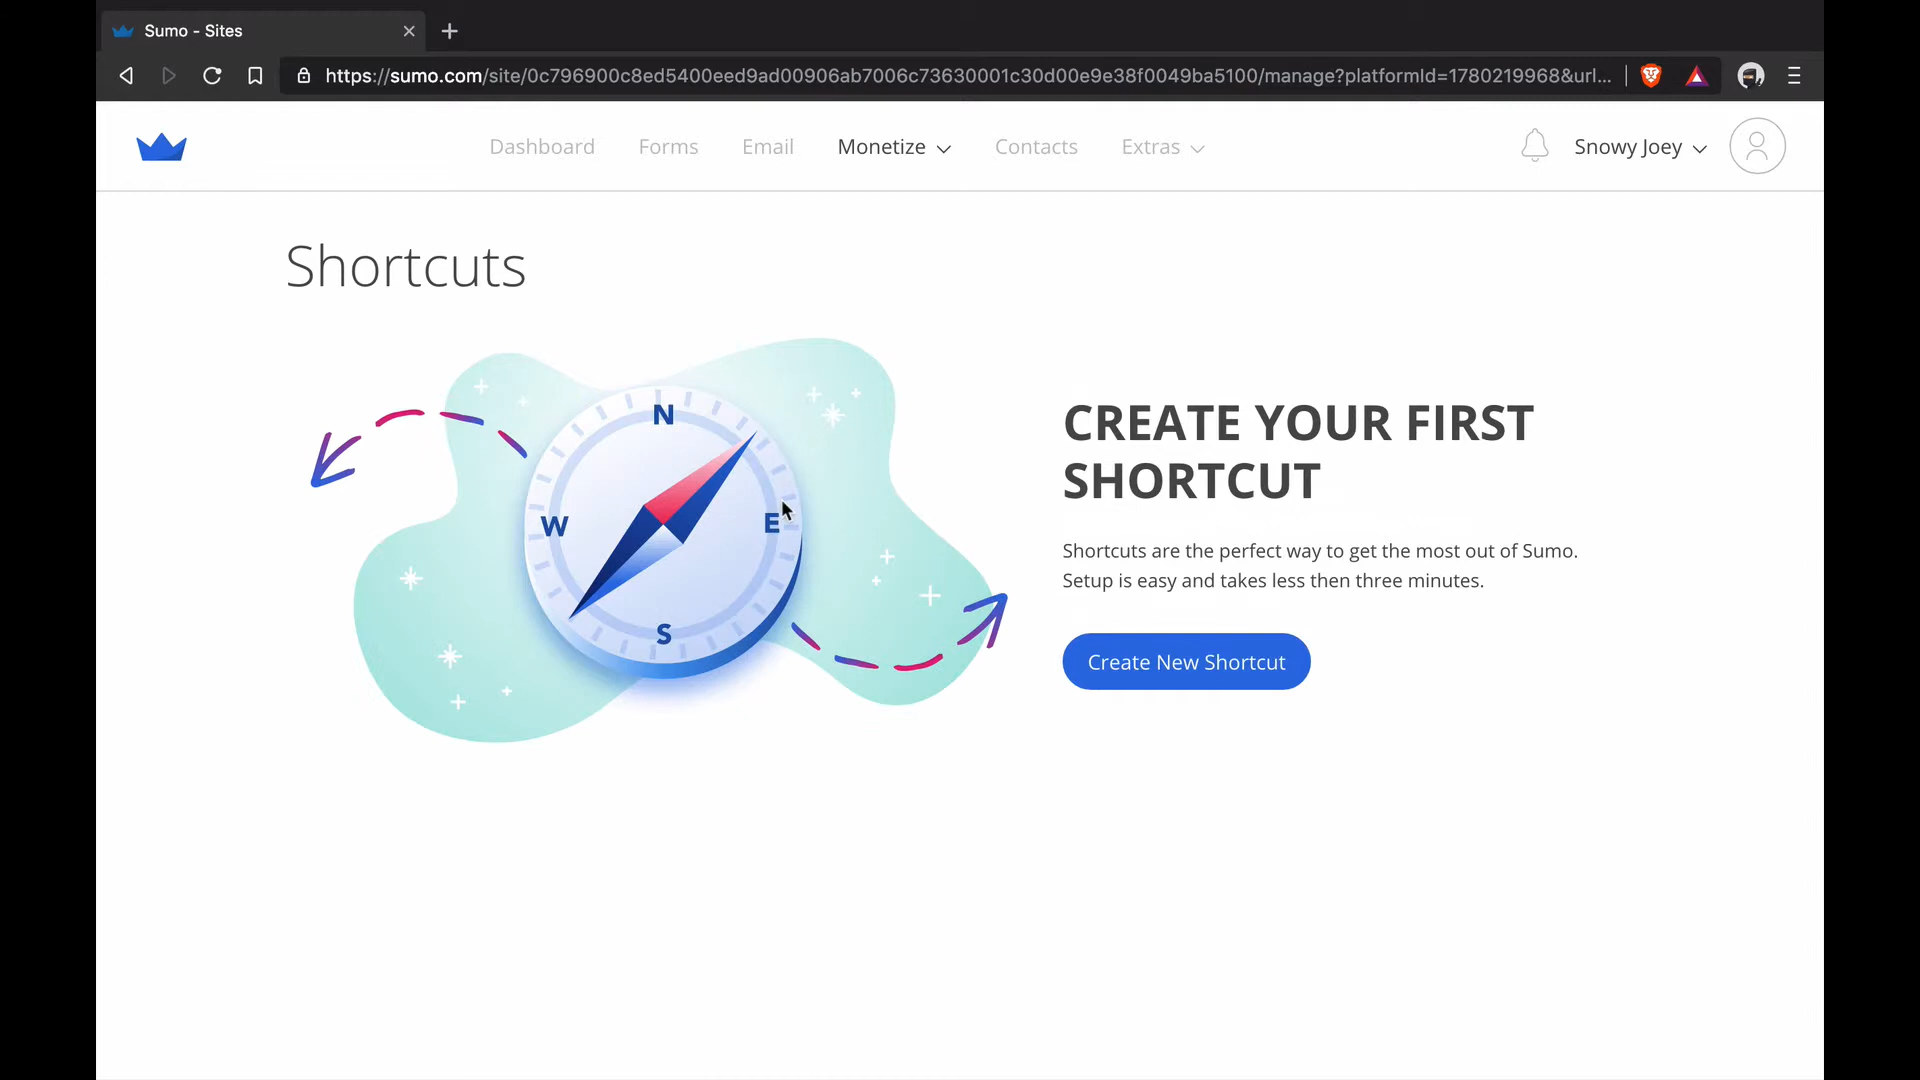 Sumo - Sites
https://sumo.com/site/0c796900c8ed5400eed9ad00906ab7006c73630001c30d00e9e38f0049ba5100/manage?platformId=1780219968&url...
Dashboard Forms Email Monetize Contacts Extras Snowy Joey
Shortcuts
N
W E
S
CREATE YOUR FIRST
SHORTCUT
Shortcuts are the perfect way to get the most out of Sumo.
Setup is easy and takes less then three minutes.
Create New Shortcut